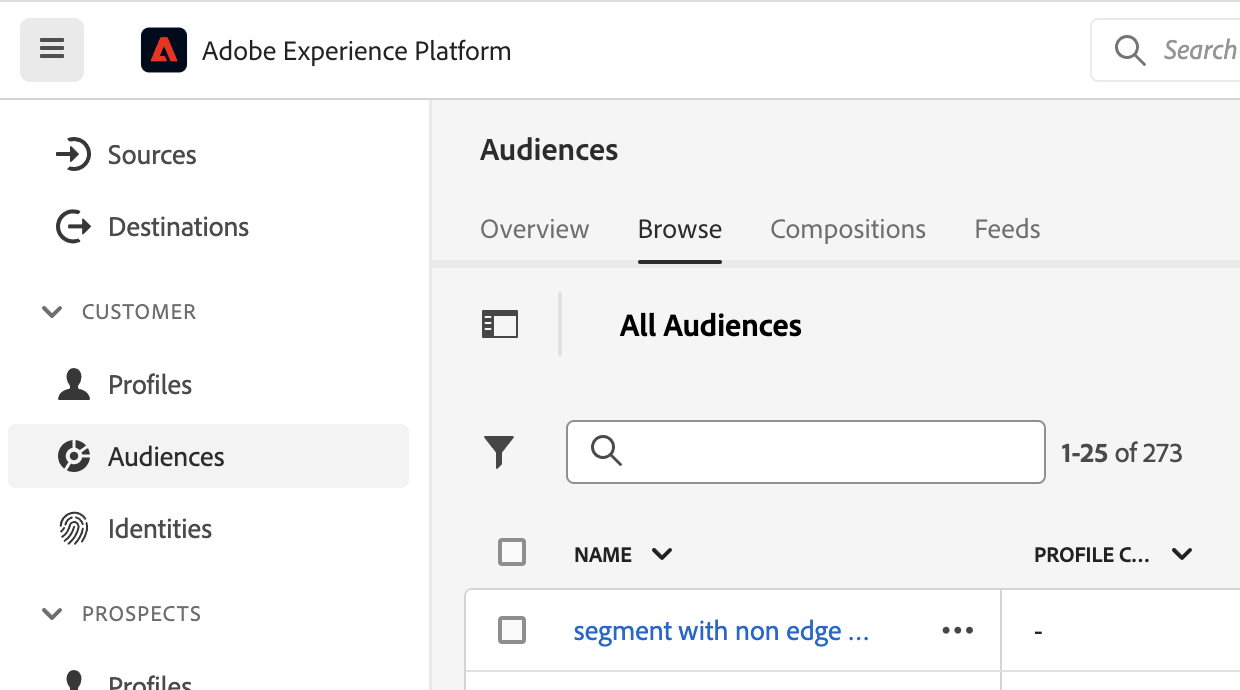 Adobe Experience Platform
Search
Sources
Destinations
CUSTOMER
Profiles
Audiences
Identities
PROSPECTS
Profiles
Audiences
Overview Browse Compositions Feeds
All Audiences
1-25 of 273
NAME PROFILE C...
segment with non edge ... -